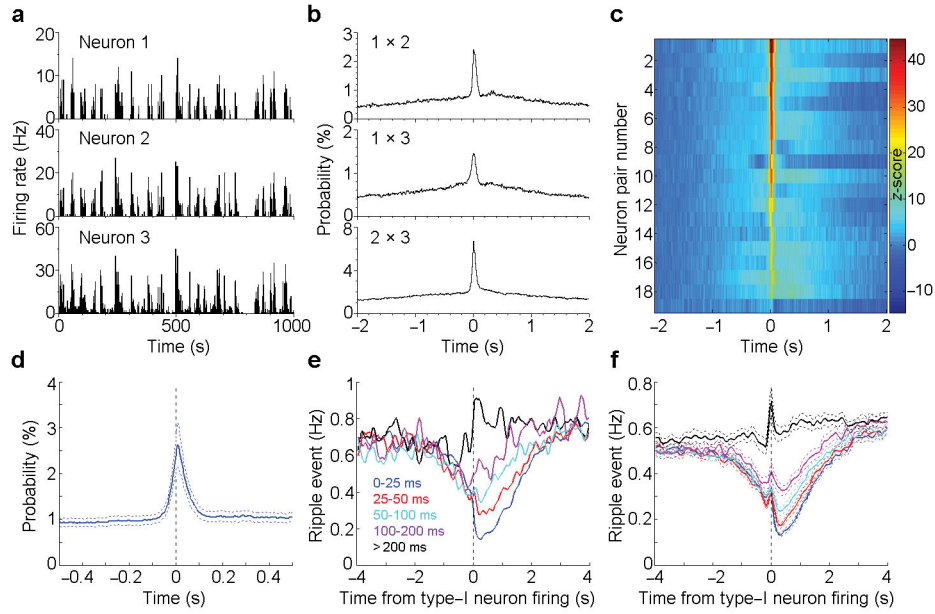 a
b
c
20
Neuron 1
10
0
40
Neuron 2
20
0
60
Neuron 3
30
0
0
500
1000
Firing rate (Hz)
Time (s)
3
1 × 2
2
1
0
2
1 × 3
1
0
8
2 × 3
4
0
−2
−1
0
1
2
Probability (%)
Time (s)
2
4
6
8
10
12
14
16
18
Neuron pair number
−2
−1
0
1
2
Time (s)
40
30
20
10
0
−10
z-score
d
e
f
4
3
2
1
0
Probability (%)
−0.4
−0.2
0
0.2
0.4
Time (s)
1
0.8
0.6
0.4
0.2
0
Ripple event (Hz)
0-25 ms
25-50 ms
50-100 ms
100-200 ms
>200 ms
−4
−2
0
2
4
Time from type−I neuron firing (s)
0.8
0.6
0.4
0.2
0
Ripple event (Hz)
−4
−2
0
2
4
Time from type−I neuron firing (s)